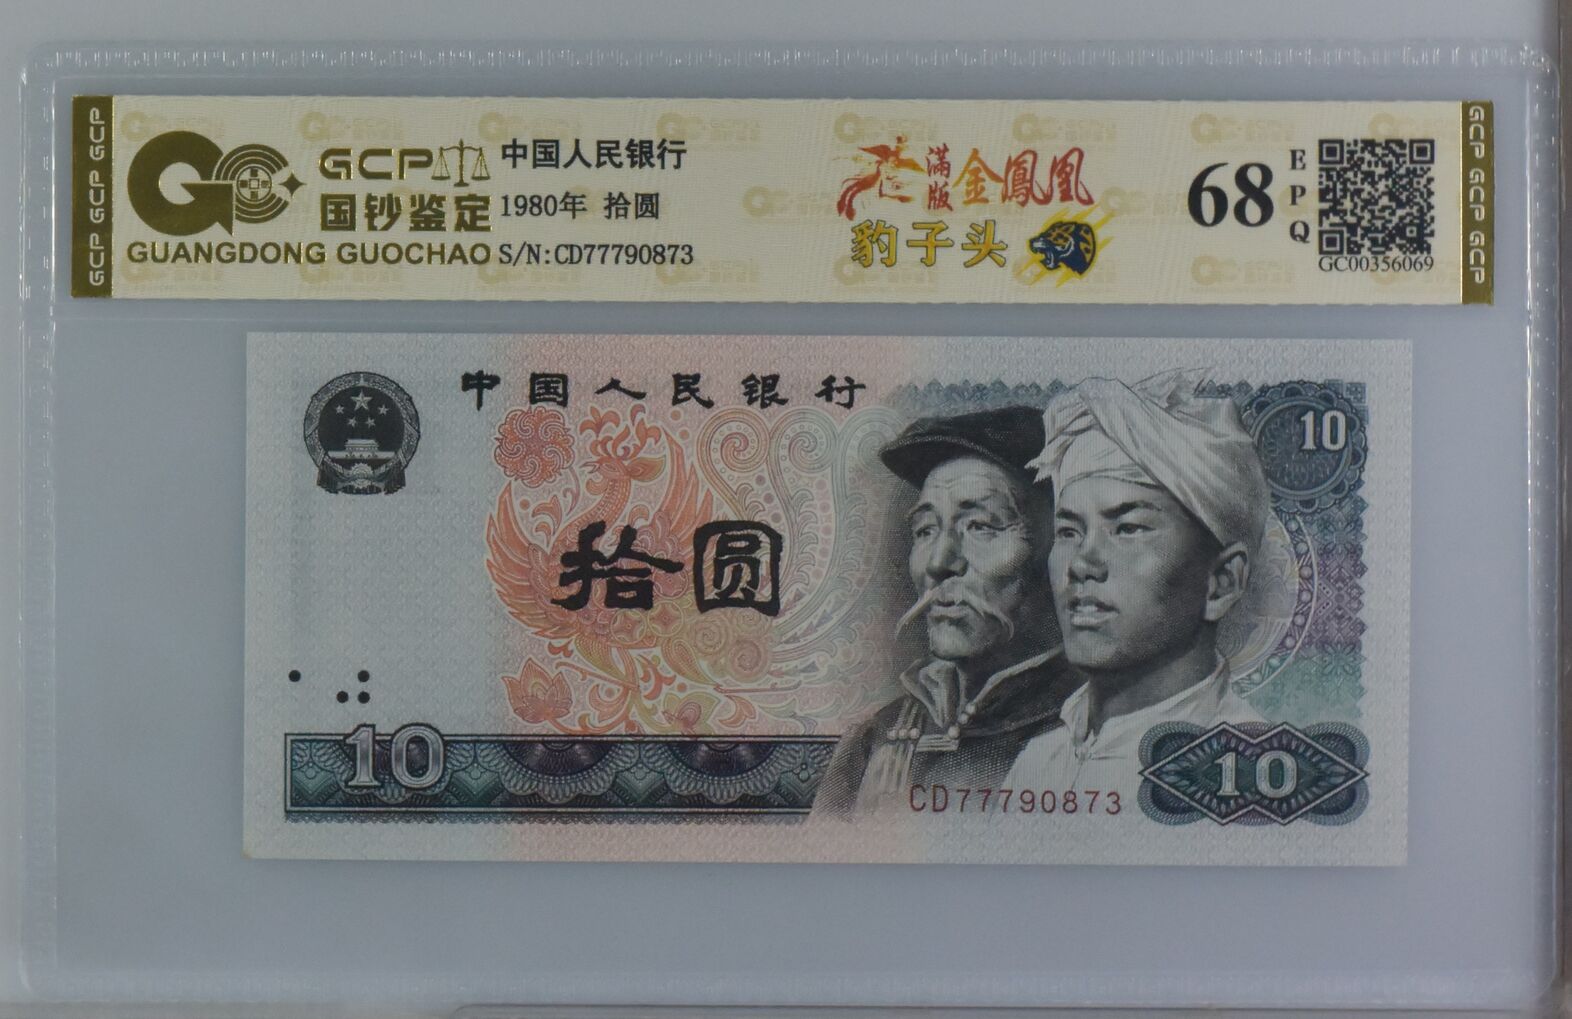 GCP GCP GCP
GCP
国钞鉴定
GUANGDONG GUOCHAO
中国人民银行
1980年 拾圆
S/N:CD77790873
满版 金鳳凰
豹子头
68
EPQ
GC00356069
GCP GCP GCP
中国人民银行
10
拾圆
10
CD77790873
10